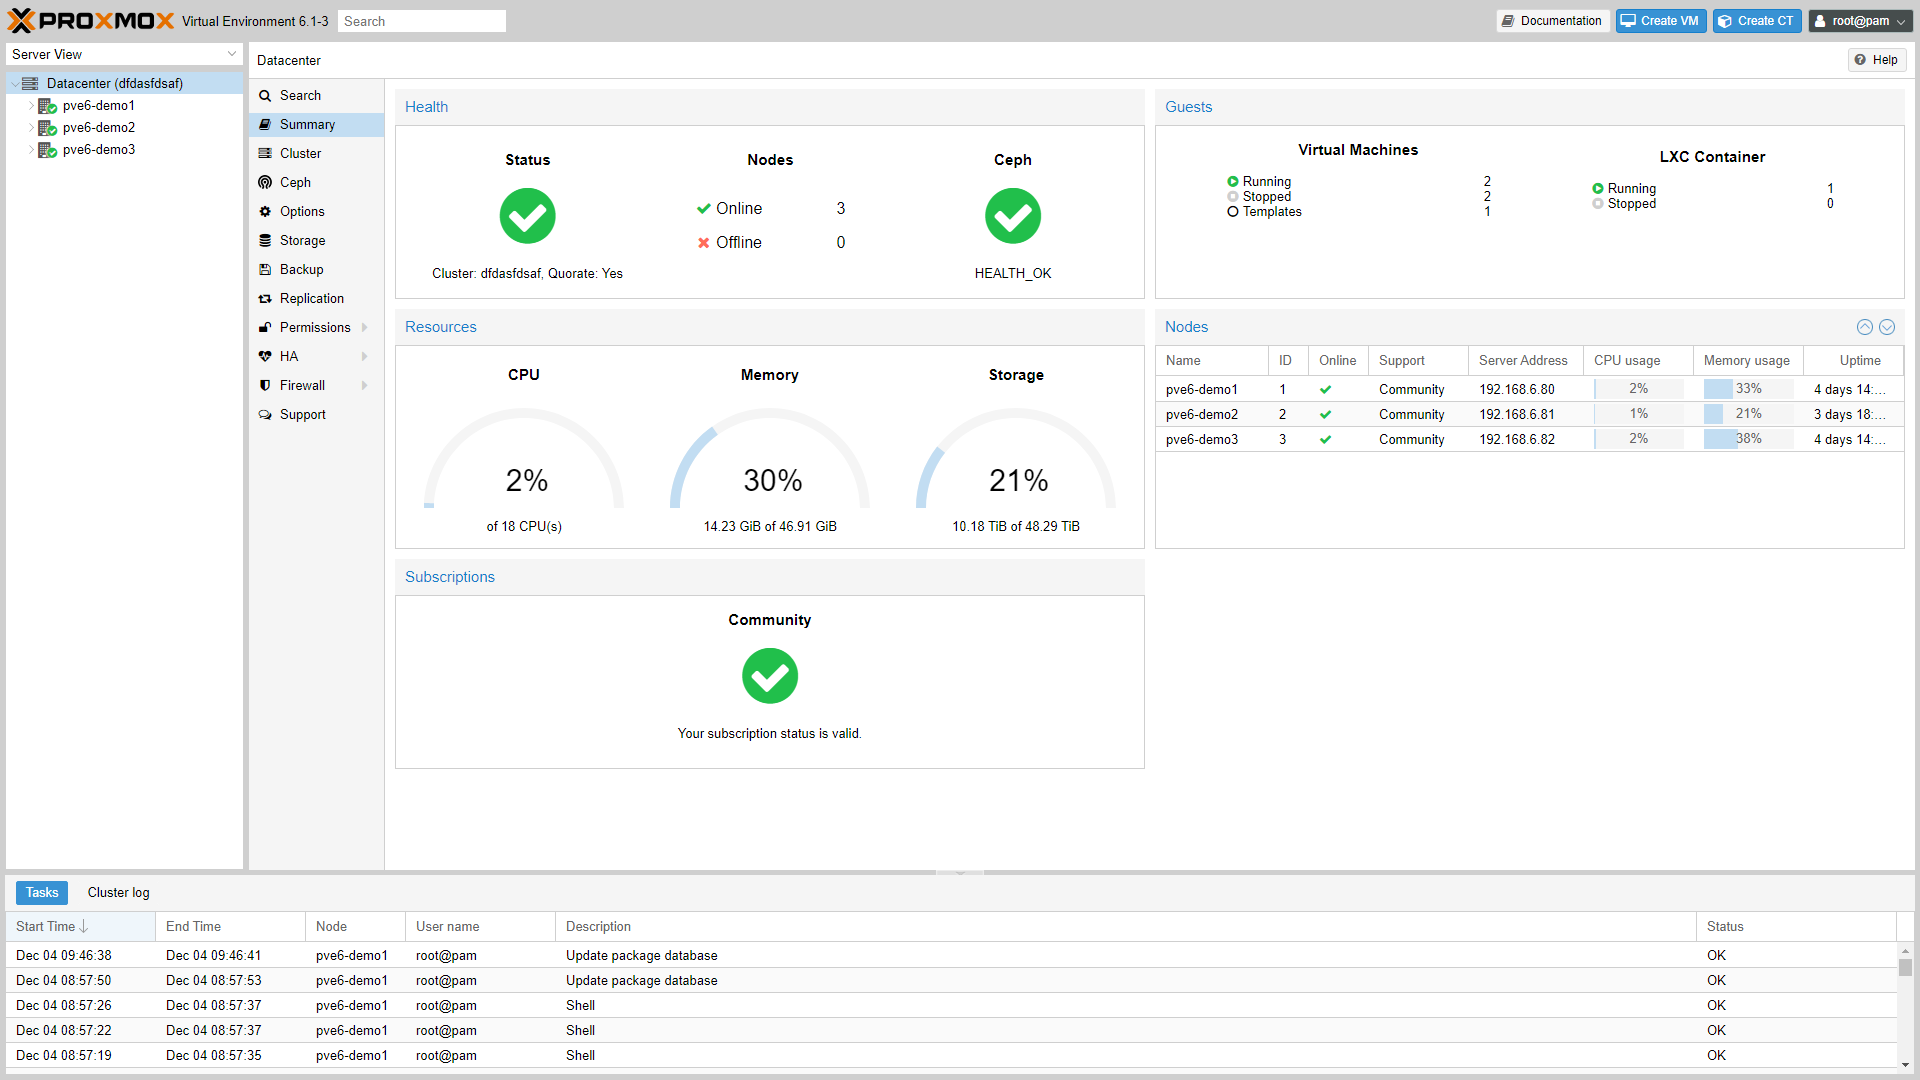 PROXMOX Virtual Environment 6.1-3 Search Documentation Create VM Create CT root@pam
Server View
Datacenter (dfdasfdsaf)
pve6-demo1
pve6-demo2
pve6-demo3
Datacenter Help
Search
Summary
Cluster
Ceph
Options
Storage
Backup
Replication
Permissions
HA
Firewall
Support
Health
Status Nodes Ceph
Online 3
Offline 0
Cluster: dfdasfdsaf, Quorate: Yes HEALTH_OK
Guests
Virtual Machines
Running 2
Stopped 2
Templates 1
LXC Container
Running 1
Stopped 0
Resources
CPU Memory Storage
2% 30% 21%
of 18 CPU(s) 14.23 GiB of 46.91 GiB 10.18 TiB of 48.29 TiB
Nodes
Name ID Online Support Server Address CPU usage Memory usage Uptime
pve6-demo1 1 Community 192.168.6.80 2% 33% 4 days 14:...
pve6-demo2 2 Community 192.168.6.81 1% 21% 3 days 18:...
pve6-demo3 3 Community 192.168.6.82 2% 38% 4 days 14:...
Subscriptions
Community
Your subscription status is valid.
Tasks Cluster log
Start Time End Time Node User name Description Status
Dec 04 09:46:38 Dec 04 09:46:41 pve6-demo1 root@pam Update package database OK
Dec 04 08:57:50 Dec 04 08:57:53 pve6-demo1 root@pam Update package database OK
Dec 04 08:57:26 Dec 04 08:57:37 pve6-demo1 root@pam Shell OK
Dec 04 08:57:22 Dec 04 08:57:37 pve6-demo1 root@pam Shell OK
Dec 04 08:57:19 Dec 04 08:57:35 pve6-demo1 root@pam Shell OK